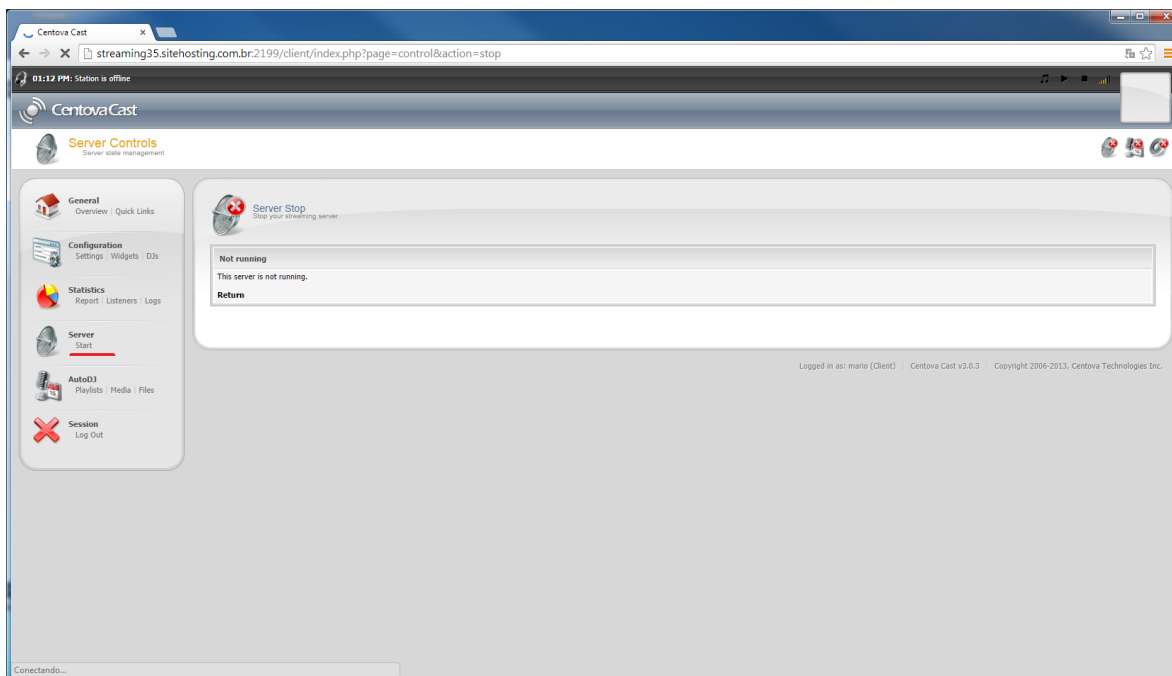 Centova Cast
streaming35.sitehosting.com.br:2199/client/index.php?page=control&action=stop
01:12 PM: Station is offline
CentovaCast
Server Controls
Server state management
General
Overview | Quick Links
Configuration
Settings | Widgets | DJs
Statistics
Report | Listeners | Logs
Server
Start
AutoDJ
Playlists | Media | Files
Session
Log Out
Server Stop
Stop your streaming server
Not running
This server is not running.
Return
Logged in as: mario (Client) | Centova Cast v3.0.3 | Copyright 2006-2013, Centova Technologies Inc.
Conectando...